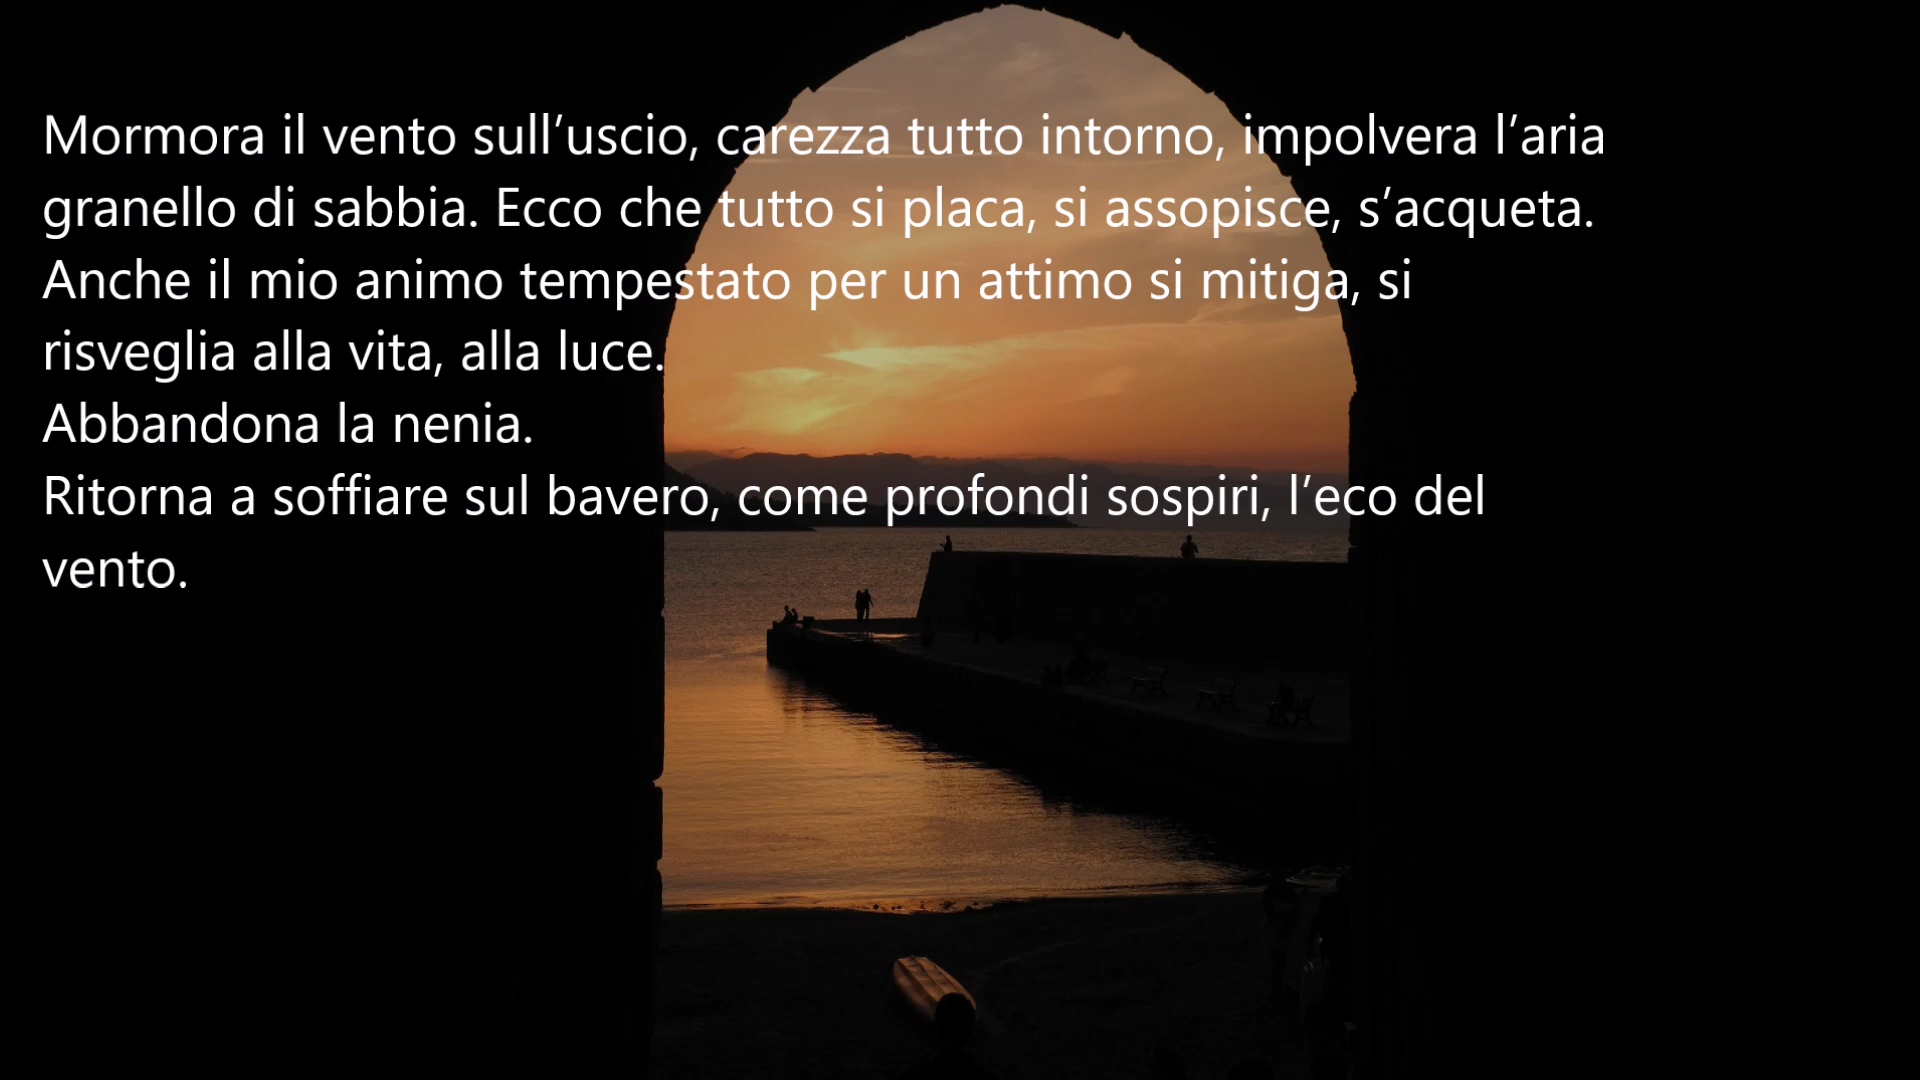 Mormora il vento sull’uscio, carezza tutto intorno, impolvera l’aria
granello di sabbia. Ecco che tutto si placa, si assopisce, s’acqueta.
Anche il mio animo tempestato per un attimo si mitiga, si
risveglia alla vita, alla luce.
Abbandona la nenia.
Ritorna a soffiare sul bavero, come profondi sospiri, l’eco del
vento.